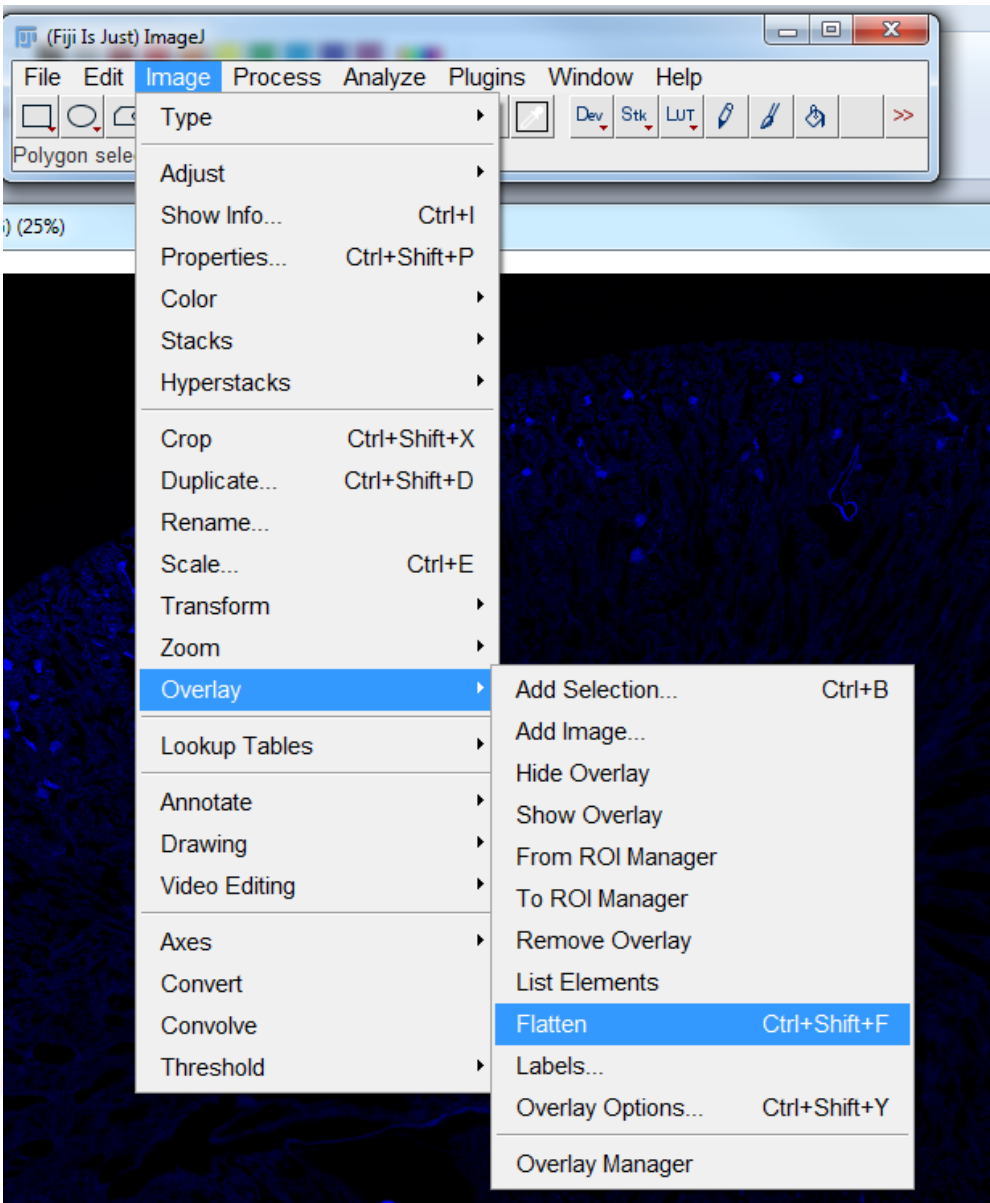 (Fiji Is Just) ImageJ
File Edit Image Process Analyze Plugins Window Help
Dev Stk LUT >>
Polygon sele
(25%)
Type
Adjust
Show Info... Ctrl+I
Properties... Ctrl+Shift+P
Color
Stacks
Hyperstacks
Crop Ctrl+Shift+X
Duplicate... Ctrl+Shift+D
Rename...
Scale... Ctrl+E
Transform
Zoom
Overlay
Lookup Tables
Annotate
Drawing
Video Editing
Axes
Convert
Convolve
Threshold
Add Selection... Ctrl+B
Add Image...
Hide Overlay
Show Overlay
From ROI Manager
To ROI Manager
Remove Overlay
List Elements
Flatten Ctrl+Shift+F
Labels...
Overlay Options... Ctrl+Shift+Y
Overlay Manager